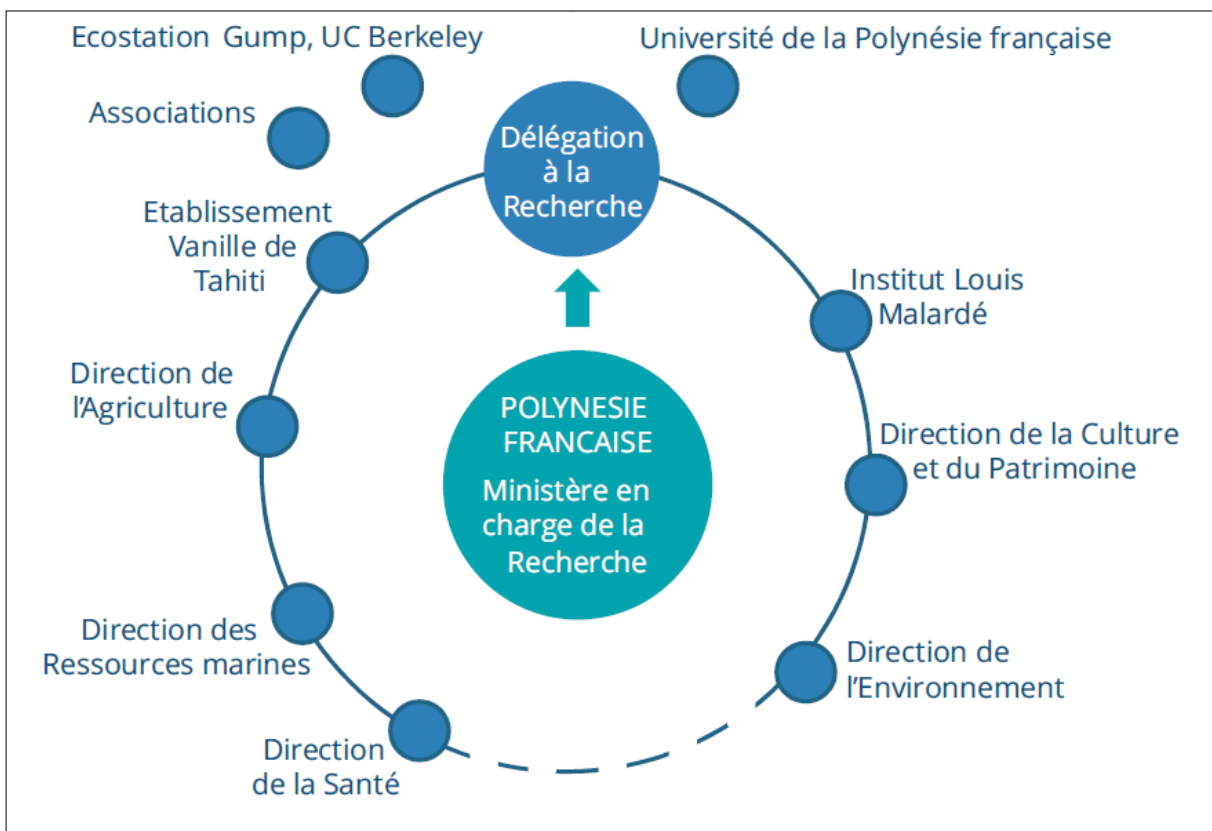 Ecostation Gump, UC Berkeley
Université de la Polynésie française
Associations
Délégation
à la
Recherche
Etablissement
Vanille de
Tahiti
Institut Louis
Malardé
Direction de
l'Agriculture
POLYNESIE
FRANCAISE
Ministère en
charge de la
Recherche
Direction de la Culture
et du Patrimoine
Direction des
Ressources marines
Direction de
l'Environnement
Direction
de la Santé